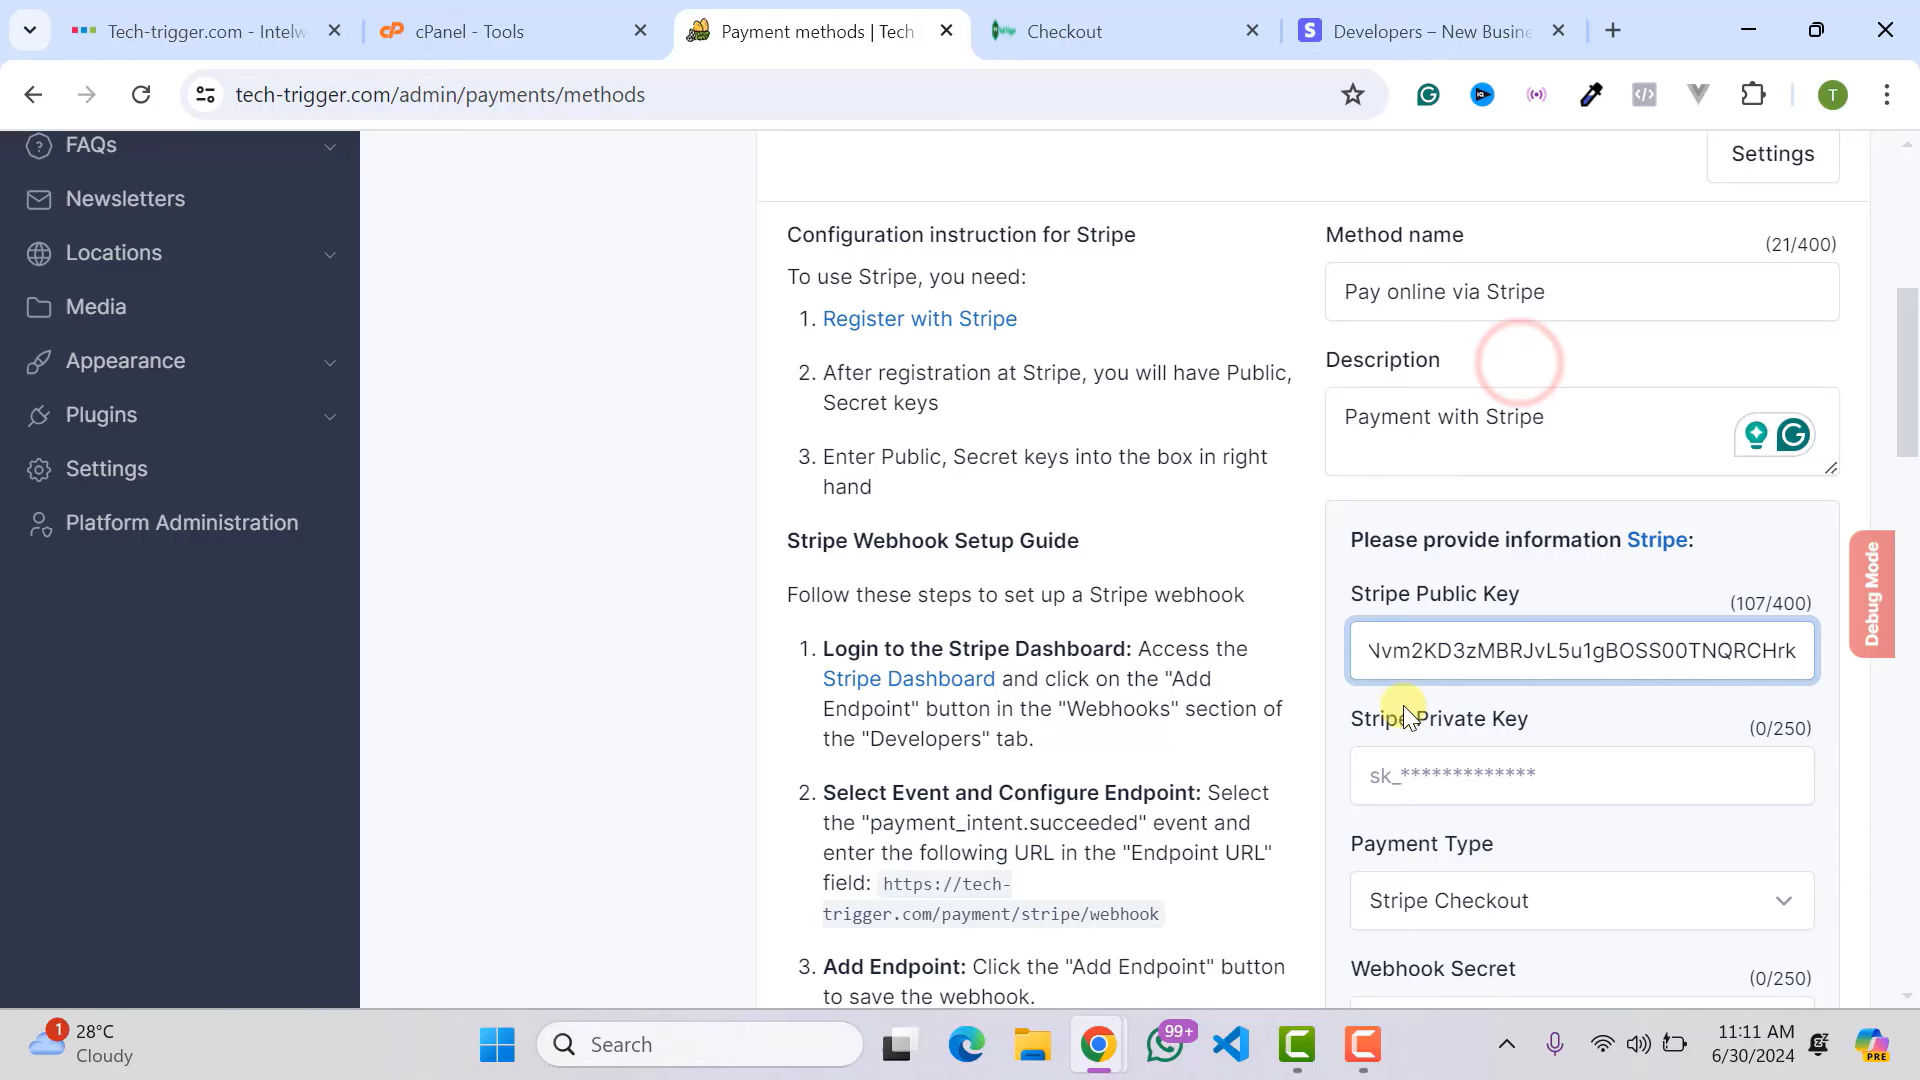 Tech-trigger.com - Intelw
cPanel - Tools
Payment methods | Tech
Checkout
S
Developers – New Busine
tech-trigger.com/admin/payments/methods
T
FAQs
Newsletters
Locations
Media
Appearance
Plugins
Settings
Platform Administration
Settings
Configuration instruction for Stripe
To use Stripe, you need:
1. Register with Stripe
2. After registration at Stripe, you will have Public,
Secret keys
3. Enter Public, Secret keys into the box in right
hand
Stripe Webhook Setup Guide
Follow these steps to set up a Stripe webhook
1. Login to the Stripe Dashboard: Access the
Stripe Dashboard and click on the "Add
Endpoint" button in the "Webhooks" section of
the "Developers" tab.
2. Select Event and Configure Endpoint: Select
the "payment_intent.succeeded" event and
enter the following URL in the "Endpoint URL"
field: https://tech-
trigger.com/payment/stripe/webhook
3. Add Endpoint: Click the "Add Endpoint" button
to save the webhook.
Method name
(21/400)
Pay online via Stripe
Description
Payment with Stripe
Please provide information Stripe:
Stripe Public Key
(107/400)
Nvm2KD3zMBRJvL5u1gBOSS00TNQRCHrk
Stripe Private Key
(0/250)
sk_*************
Payment Type
Stripe Checkout
Webhook Secret
(0/250)
Debug Mode
1
28°C
Cloudy
Search
99+
11:11 AM
6/30/2024
PRE